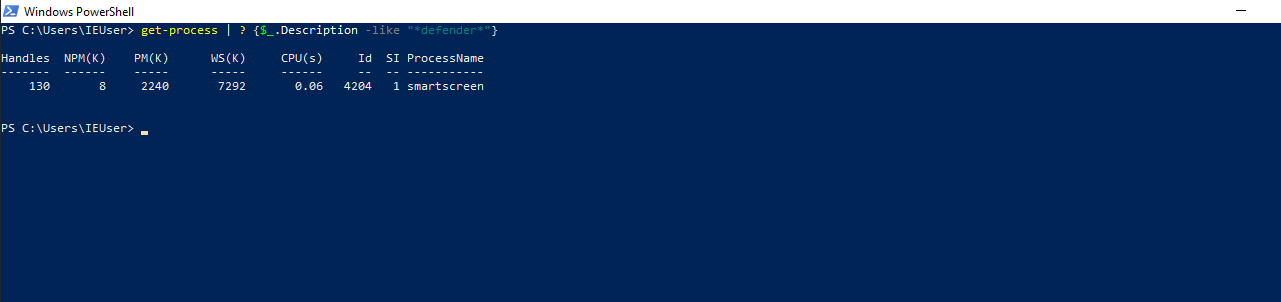 Windows PowerShell
PS C:\Users\IEUser> get-process | ? {$_.Description -like "*defender*"}
Handles  NPM(K)    PM(K)      WS(K)     CPU(s)     Id  SI ProcessName
-------  ------    -----      -----     ------     --  -- -----------
    130       8     2240       7292       0.06   4204   1 smartscreen
PS C:\Users\IEUser>